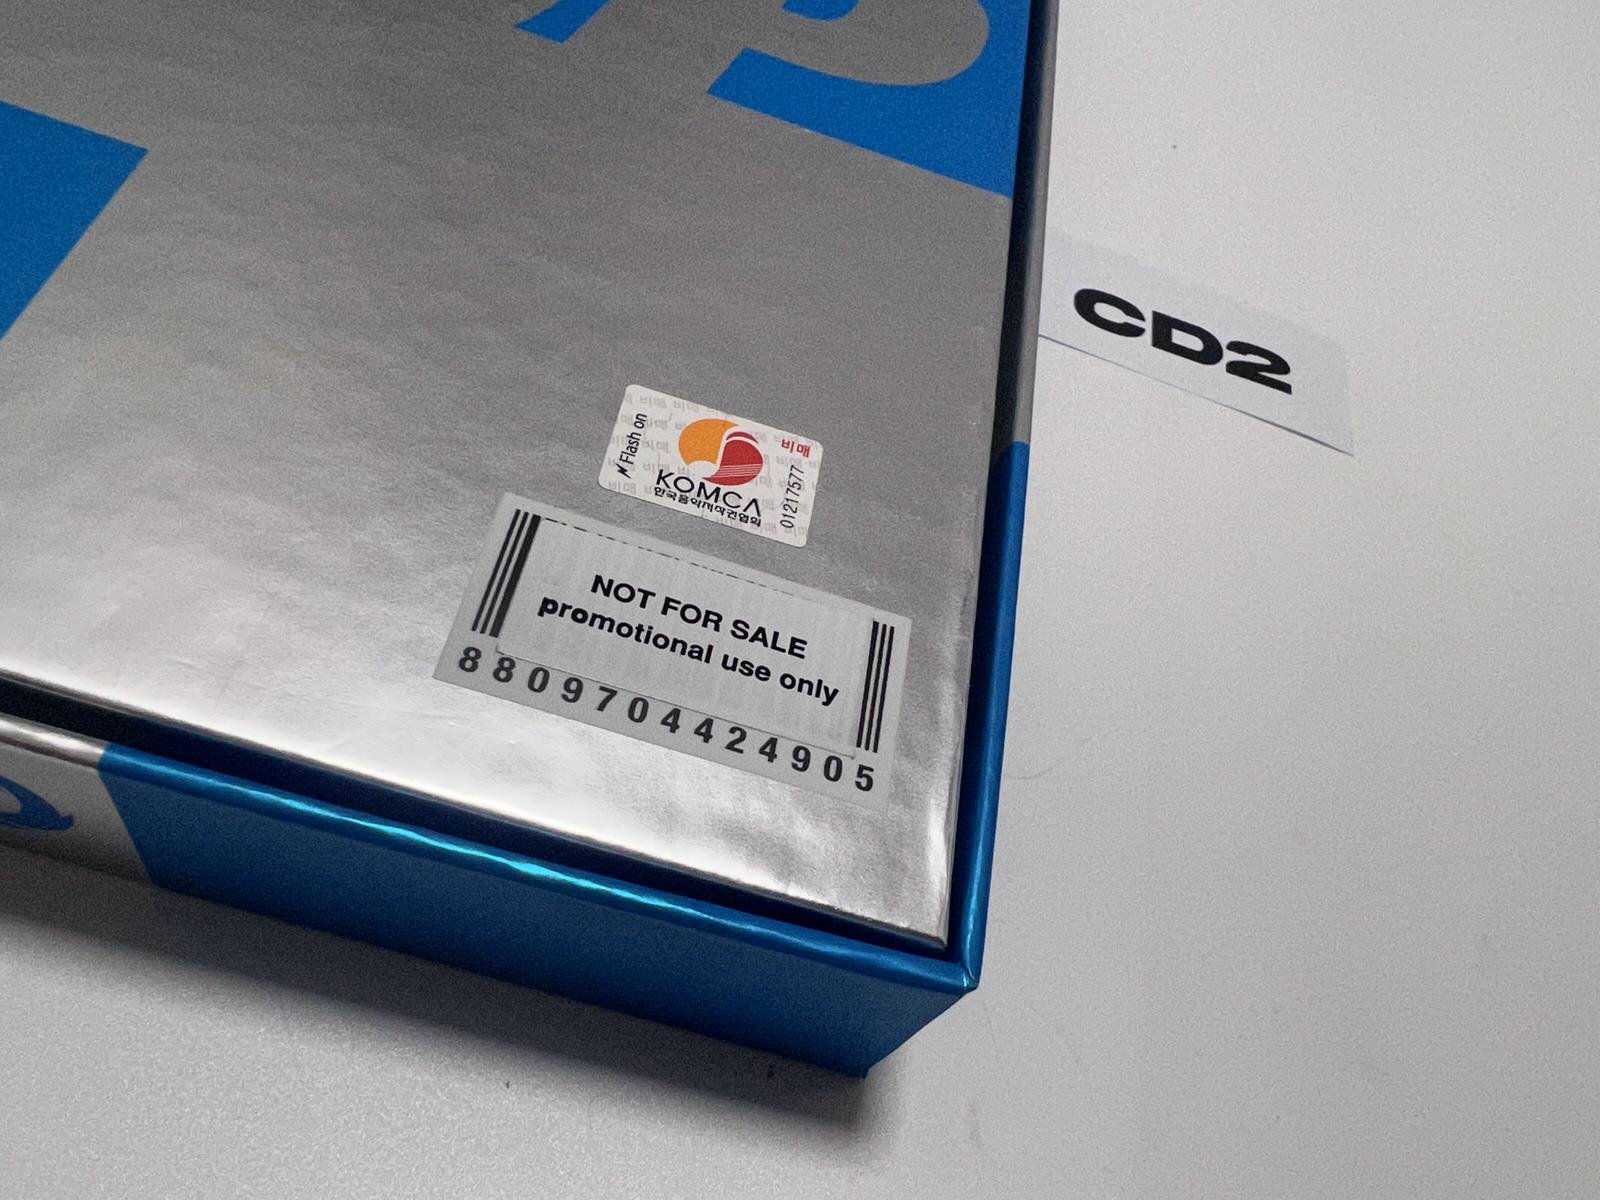 CD2
Flash on
비매
KOMCA
한국음악저작권협회
01217577
NOT FOR SALE
promotional use only
8809704424905